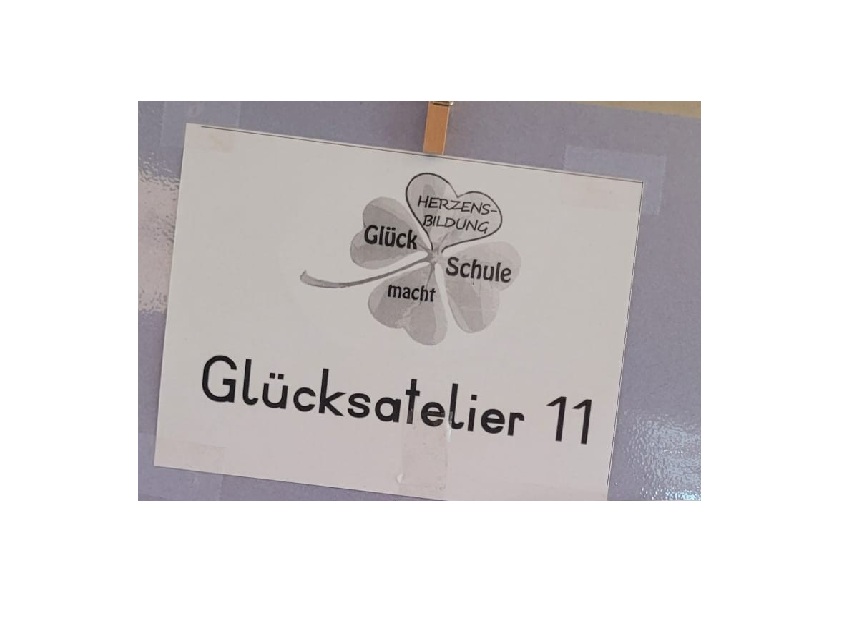 HERZENS-
BILDUNG
Glück
Schule
macht
Glücksatelier 11